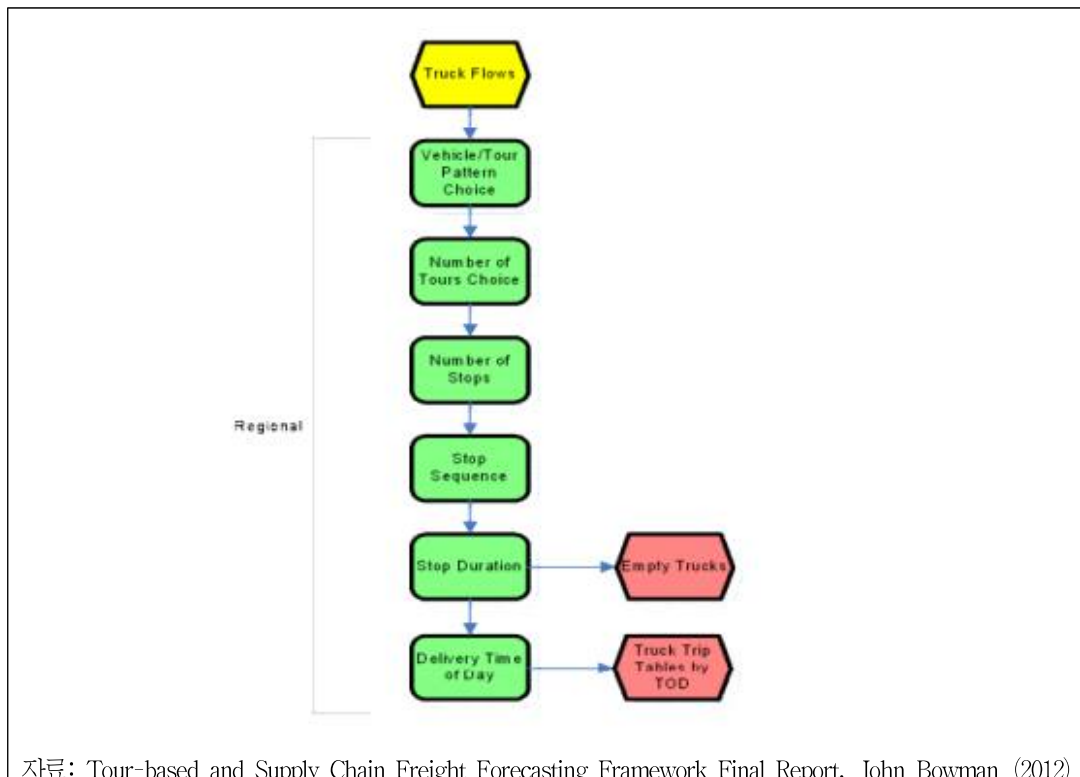 Truck Flows
Vehicle/Tour
Pattern
Choice
Number of
Tours Choice
Number of
Stops
Regional
Stop
Sequence
Stop Duration
Empty Trucks
Delivery Time
of Day
Truck Trip
Tables by
TOD
자료: Tour-based and Supply Chain Freight Forecasting Framework Final Report, John Bowman (2012)